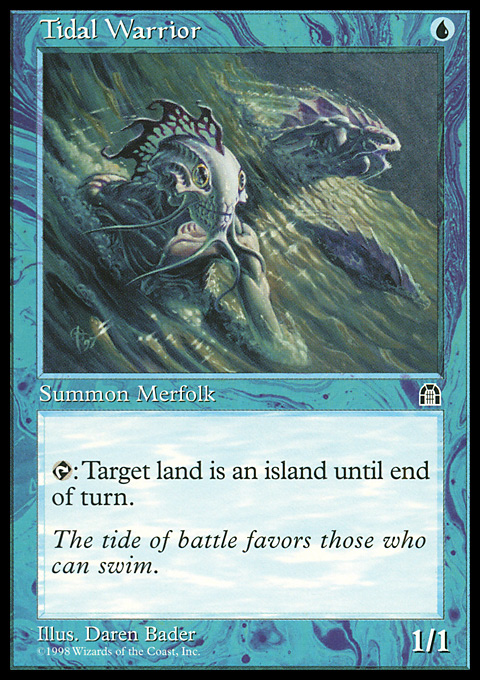 Tidal Warrior
Summon Merfolk
: Target land is an island until end
of turn.
The tide of battle favors those who
can swim.
Illus. Daren Bader
©1998 Wizards of the Coast, Inc.
1/1